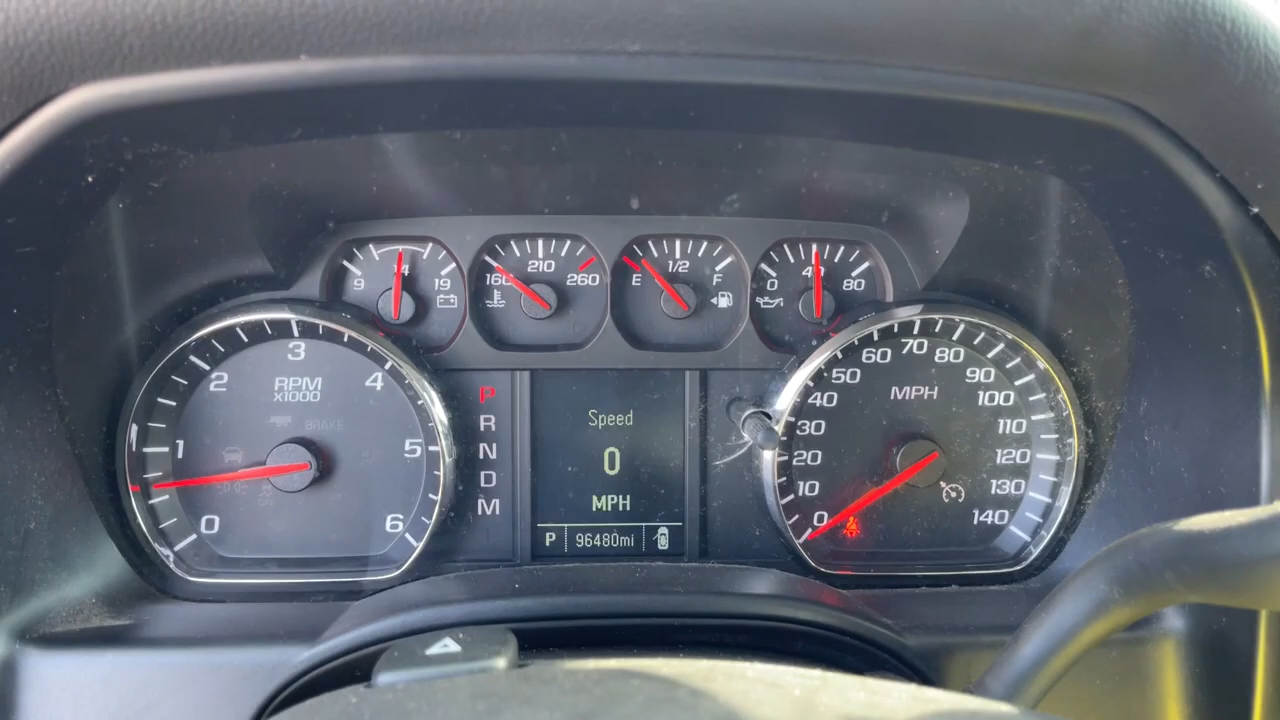 9 14 19
160 210 260
E 1/2 F
0 40 80
0 1 2 3 4 5 6
RPM
x1000
BRAKE
P
R
N
D
M
Speed
0
MPH
P 96480mi
0 10 20 30 40 50 60 70 80 90 100 110 120 130 140
MPH